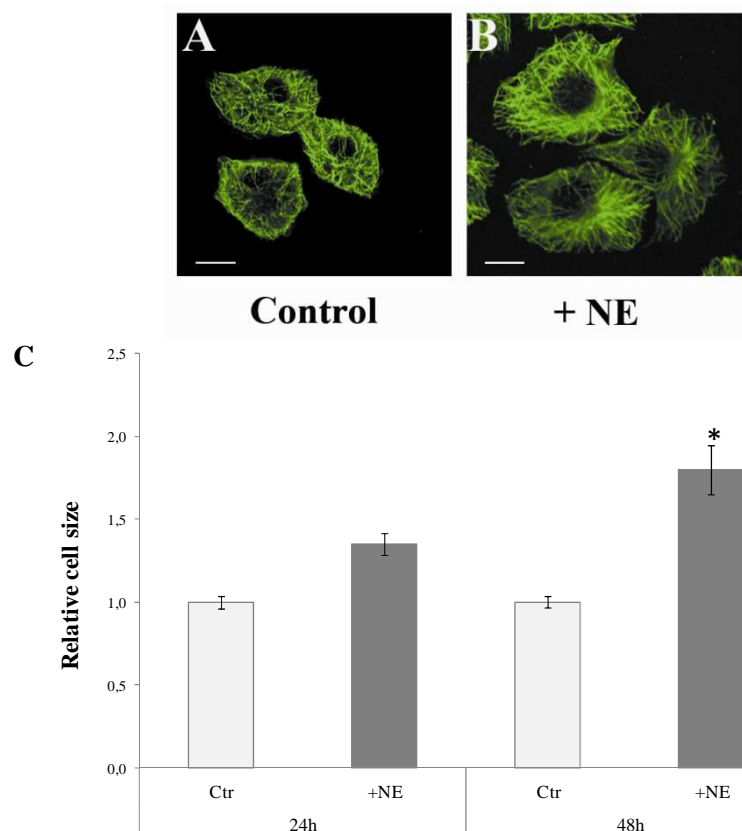 A B
Control + NE
C
2,5
2,0
1,5
1,0
0,5
0,0
Relative cell size
*
Ctr +NE Ctr +NE
24h 48h